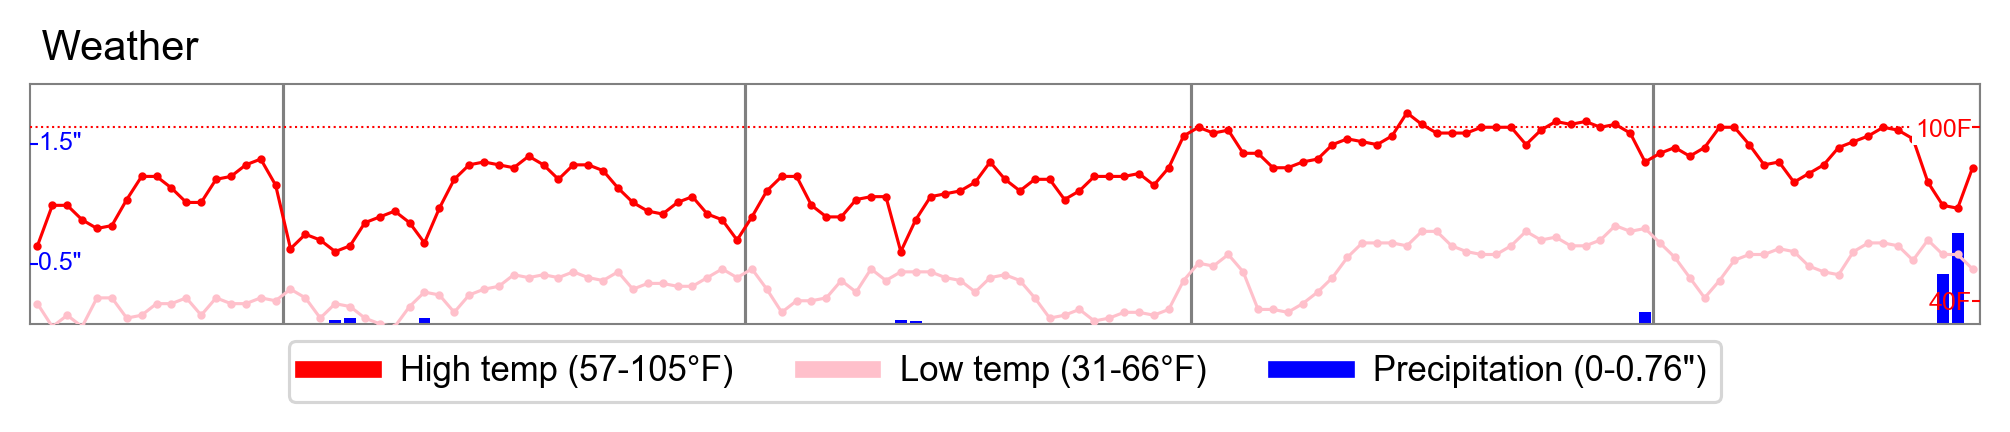 Weather
1.5"
100F
0.5"
40F
High temp (57-105°F) Low temp (31-66°F) Precipitation (0-0.76")